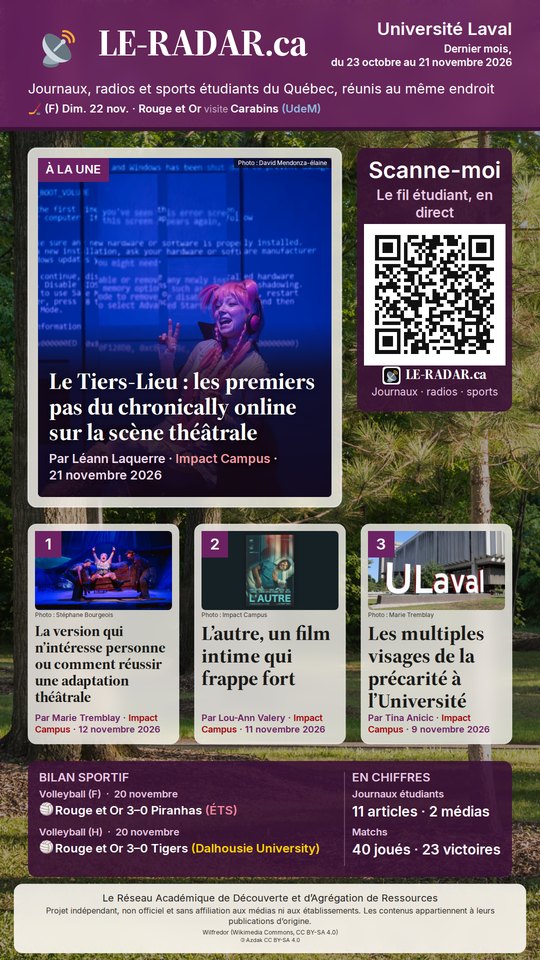 LE-RADAR.ca
Université Laval
Dernier mois,
du 23 octobre au 21 novembre 2026
Journaux, radios et sports étudiants du Québec, réunis au même endroit
(F) Dim. 22 nov. · Rouge et Or visite Carabins (UdeM)
À LA UNE
Photo : David Mendonza-élaine
Le Tiers-Lieu : les premiers
pas du chronically online
sur la scène théâtrale
Par Léann Laquerre · Impact Campus ·
21 novembre 2026
Scanne-moi
Le fil étudiant, en
direct
LE-RADAR.ca
Journaux · radios · sports
1
Photo : Stéphane Bourgeois
La version qui
n’intéresse personne
ou comment réussir
une adaptation
théâtrale
Par Marie Tremblay · Impact
Campus · 12 novembre 2026
2
L'AUTRE
Photo : Impact Campus
L’autre, un film
intime qui
frappe fort
Par Lou-Ann Valery · Impact
Campus · 11 novembre 2026
3
ULaval
Photo : Marie Tremblay
Les multiples
visages de la
précarité à
l’Université
Par Tina Anicic · Impact
Campus · 9 novembre 2026
BILAN SPORTIF
Volleyball (F) · 20 novembre
Rouge et Or 3–0 Piranhas (ÉTS)
Volleyball (H) · 20 novembre
Rouge et Or 3–0 Tigers (Dalhousie University)
EN CHIFFRES
Journaux étudiants
11 articles · 2 médias
Matchs
40 joués · 23 victoires
Le Réseau Académique de Découverte et d’Agrégation de Ressources
Projet indépendant, non officiel et sans affiliation aux médias ni aux établissements. Les contenus appartiennent à leurs
publications d’origine.
Wilfredor (Wikimedia Commons, CC BY-SA 4.0)
© Azdak CC BY-SA 4.0